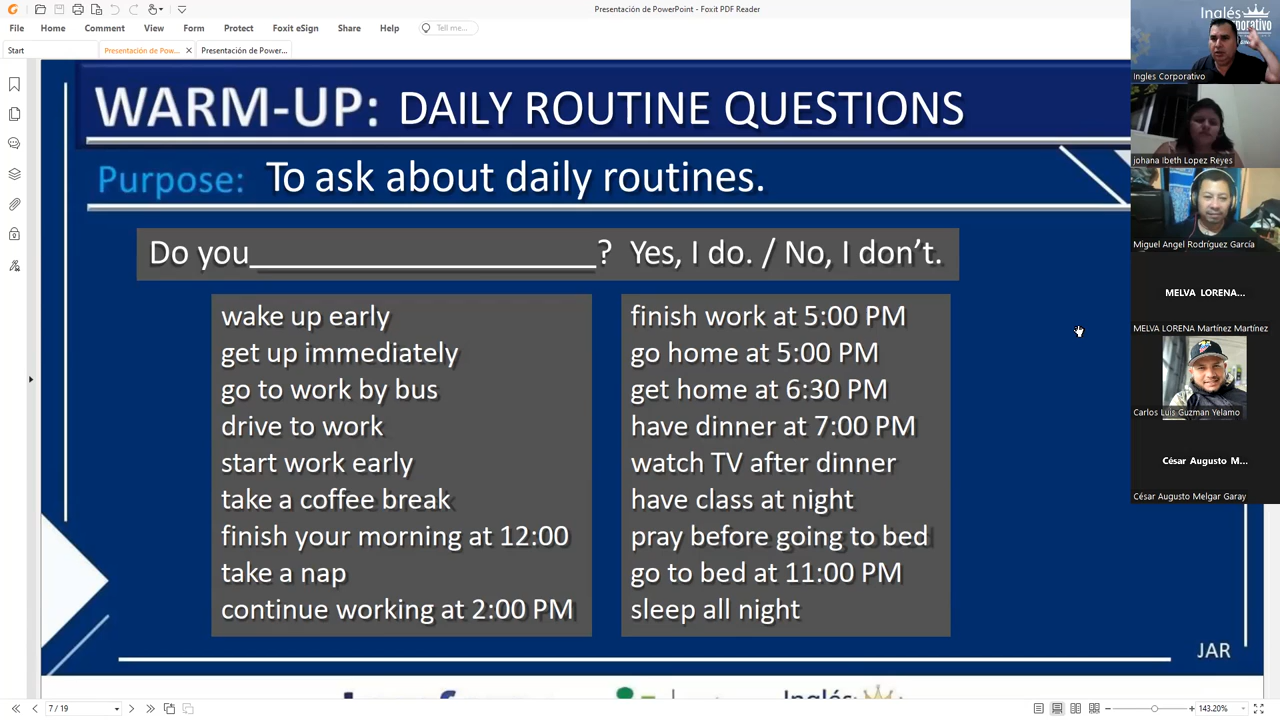 Presentación de PowerPoint - Foxit PDF Reader
File Home Comment View Form Protect Foxit eSign Share Help Tell me...
Start Presentación de Pow... Presentación de Power...
WARM-UP: DAILY ROUTINE QUESTIONS
Purpose: To ask about daily routines.
Do you____________________? Yes, I do. / No, I don’t.
wake up early
get up immediately
go to work by bus
drive to work
start work early
take a coffee break
finish your morning at 12:00
take a nap
continue working at 2:00 PM
finish work at 5:00 PM
go home at 5:00 PM
get home at 6:30 PM
have dinner at 7:00 PM
watch TV after dinner
have class at night
pray before going to bed
go to bed at 11:00 PM
sleep all night
JAR
Inglés
Ingles Corporativo
johana lbeth Lopez Reyes
Miguel Angel Rodríguez García
MELVA LORENA...
MELVA LORENA Martínez Martínez
Carlos Luis Guzman Yelamo
César Augusto M...
César Augusto Melgar Garay
Inglés
7 / 19
143.20%